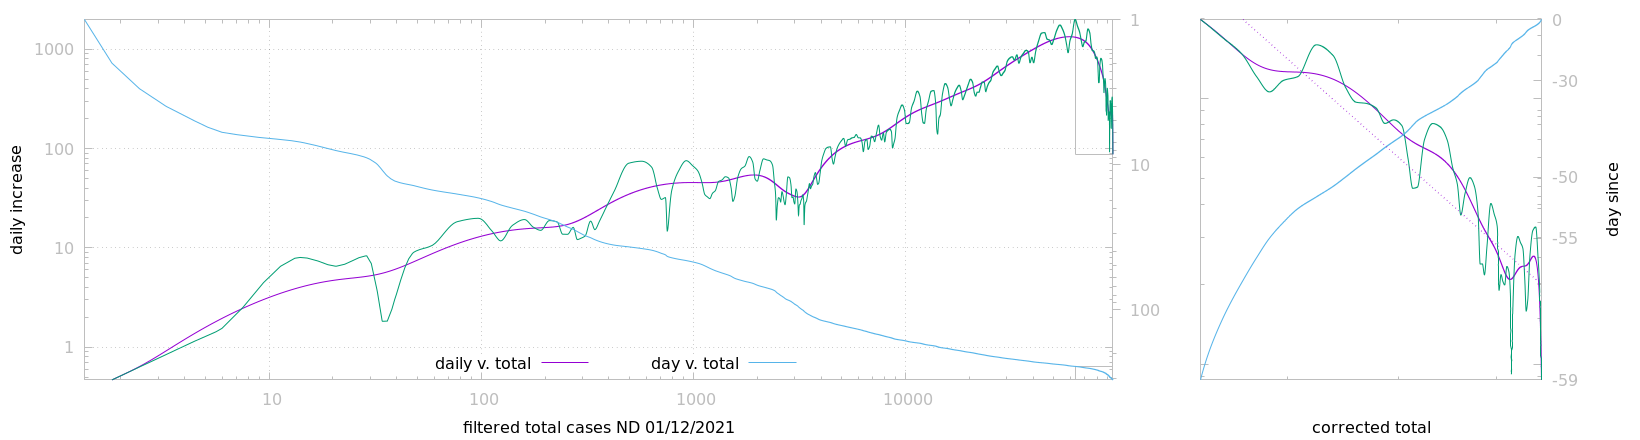 1000
100
10
1
daily increase
10
100
1000
10000
filtered total cases ND 01/12/2021
daily v. total
day v. total
1
10
100
0
-30
-50
-55
-59
day since
corrected total